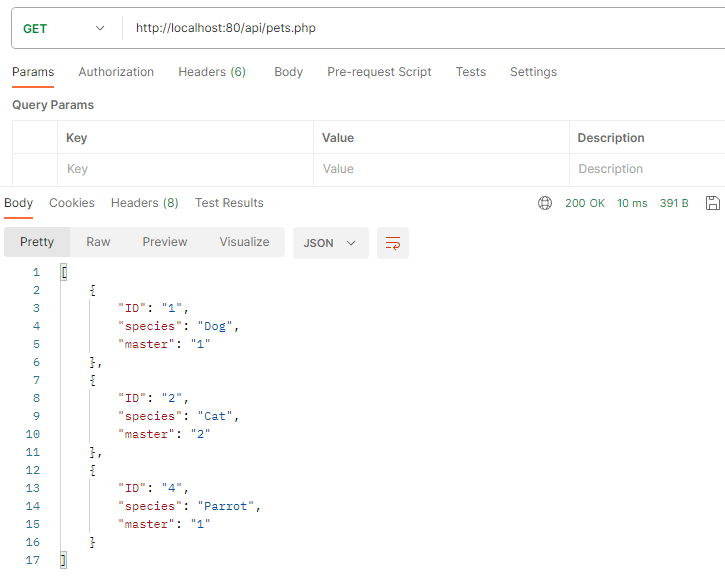 GET http://localhost:80/api/pets.php
Params Authorization Headers (6) Body Pre-request Script Tests Settings
Query Params
Key Value Description
Key Value Description
Body Cookies Headers (8) Test Results 200 OK 10 ms 391 B
Pretty Raw Preview Visualize JSON
1 [
2 {
3 "ID": "1",
4 "species": "Dog",
5 "master": "1"
6 },
7 {
8 "ID": "2",
9 "species": "Cat",
10 "master": "2"
11 },
12 {
13 "ID": "4",
14 "species": "Parrot",
15 "master": "1"
16 }
17 ]